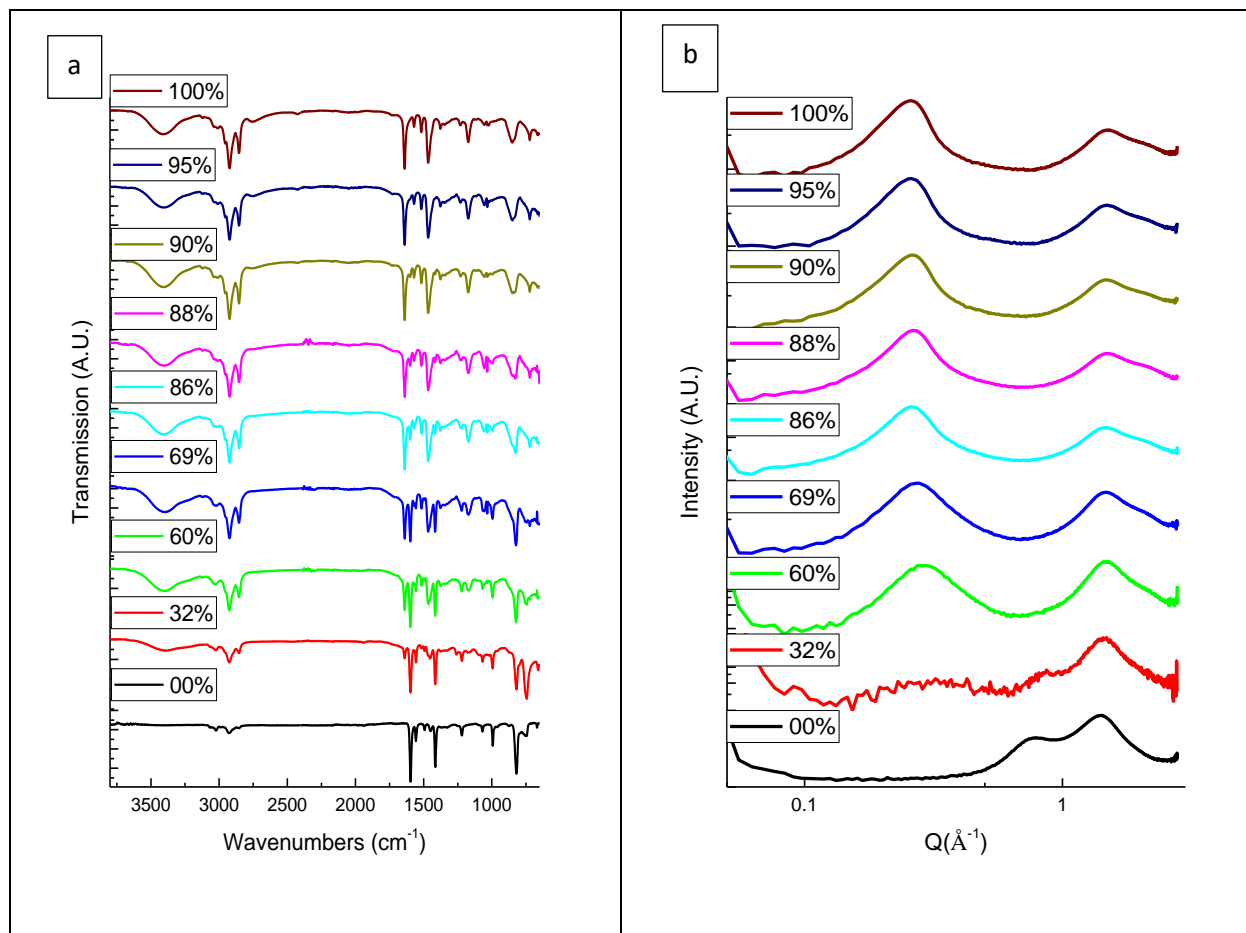 a
100%
95%
90%
88%
86%
69%
60%
32%
00%
Transmission (A.U.)
3500 3000 2500 2000 1500 1000
Wavenumbers (cm⁻¹)
b
100%
95%
90%
88%
86%
69%
60%
32%
00%
Intensity (A.U.)
0.1 1
Q(Å⁻¹)